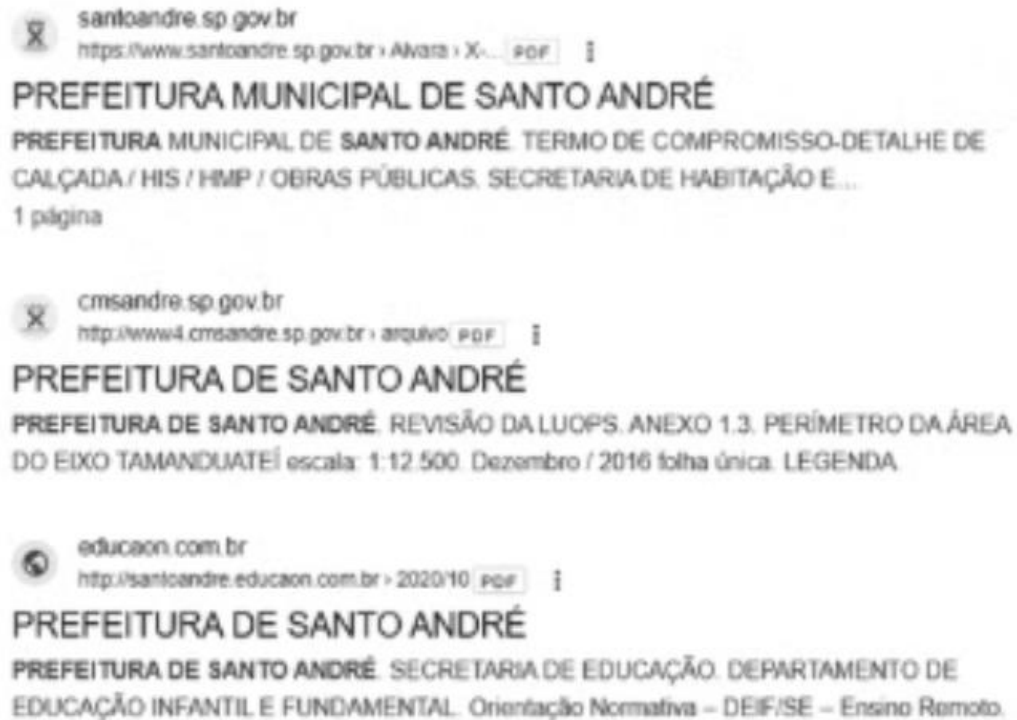 santoandre.sp.gov.br
https://www.santoandre.sp.gov.br › Alvara › X-... PDF
PREFEITURA MUNICIPAL DE SANTO ANDRÉ
PREFEITURA MUNICIPAL DE SANTO ANDRÉ. TERMO DE COMPROMISSO-DETALHE DE
CALÇADA / HIS / HMP / OBRAS PÚBLICAS. SECRETARIA DE HABITAÇÃO E...
1 página
cmsandre.sp.gov.br
http://www4.cmsandre.sp.gov.br › arquivo PDF
PREFEITURA DE SANTO ANDRÉ
PREFEITURA DE SANTO ANDRÉ. REVISÃO DA LUOPS. ANEXO 1.3. PERÍMETRO DA ÁREA
DO EIXO TAMANDUATEÍ escala: 1:12.500. Dezembro / 2016 folha única. LEGENDA.
educaon.com.br
http://santoandre.educaon.com.br › 2020/10 PDF
PREFEITURA DE SANTO ANDRÉ
PREFEITURA DE SANTO ANDRÉ. SECRETARIA DE EDUCAÇÃO. DEPARTAMENTO DE
EDUCAÇÃO INFANTIL E FUNDAMENTAL. Orientação Normativa – DEIF/SE – Ensino Remoto.